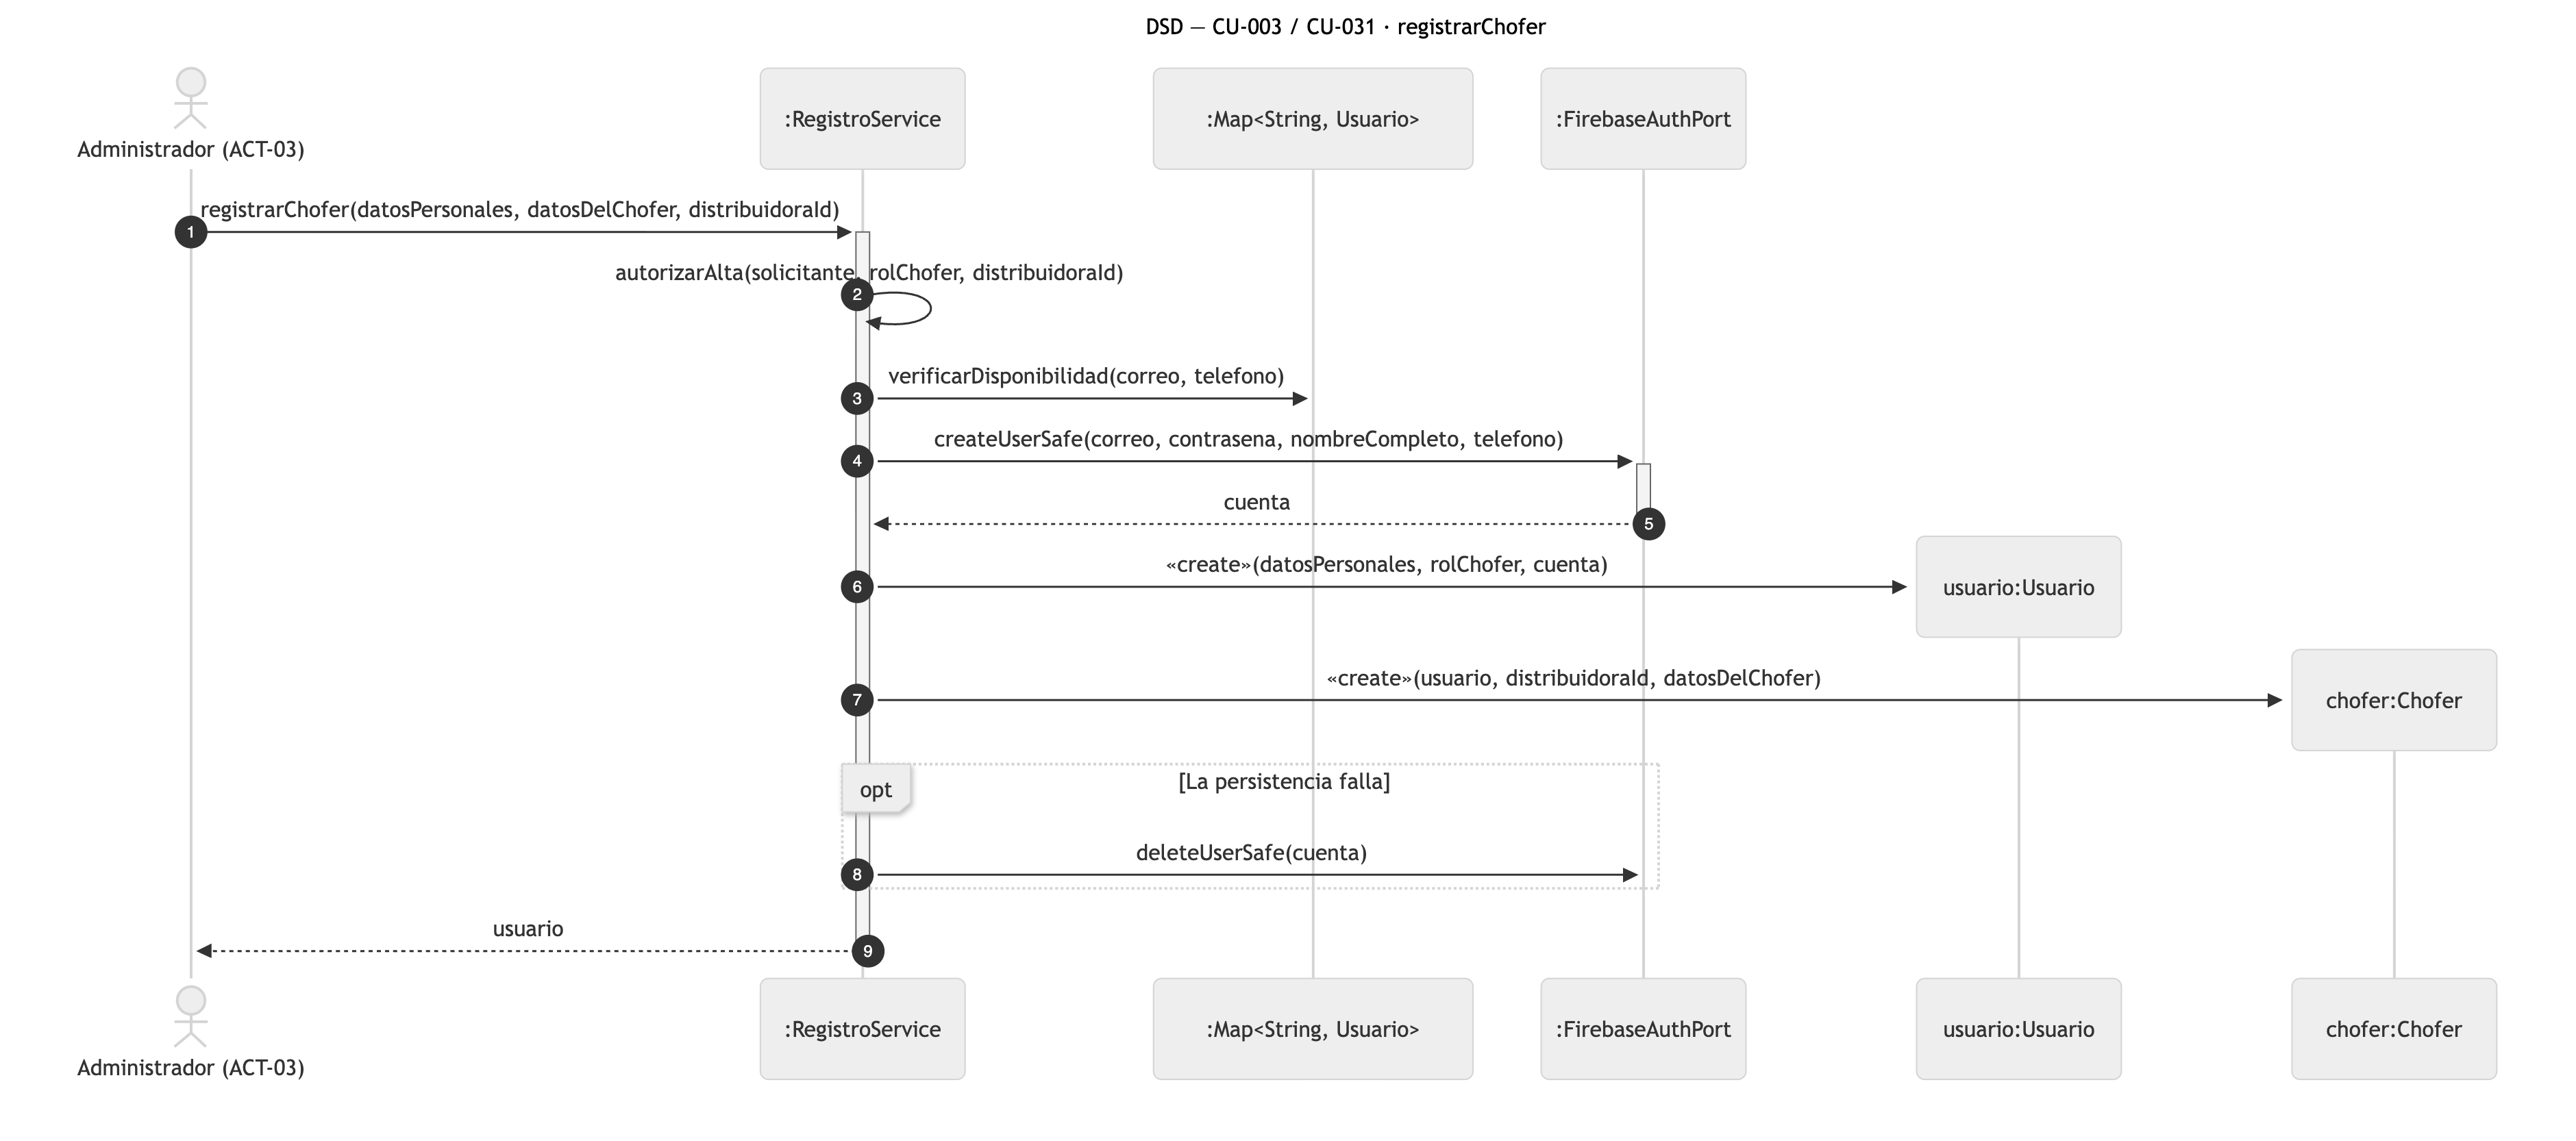 DSD — CU-003 / CU-031 · registrarChofer
Administrador (ACT-03)
:RegistroService
:Map<String, Usuario>
:FirebaseAuthPort
registrarChofer(datosPersonales, datosDelChofer, distribuidoraId)
1
autorizarAlta(solicitante, rolChofer, distribuidoraId)
2
verificarDisponibilidad(correo, telefono)
3
createUserSafe(correo, contrasena, nombreCompleto, telefono)
4
cuenta
5
«create»(datosPersonales, rolChofer, cuenta)
6
usuario:Usuario
«create»(usuario, distribuidoraId, datosDelChofer)
7
chofer:Chofer
opt
[La persistencia falla]
deleteUserSafe(cuenta)
8
usuario
9
Administrador (ACT-03)
:RegistroService
:Map<String, Usuario>
:FirebaseAuthPort
usuario:Usuario
chofer:Chofer